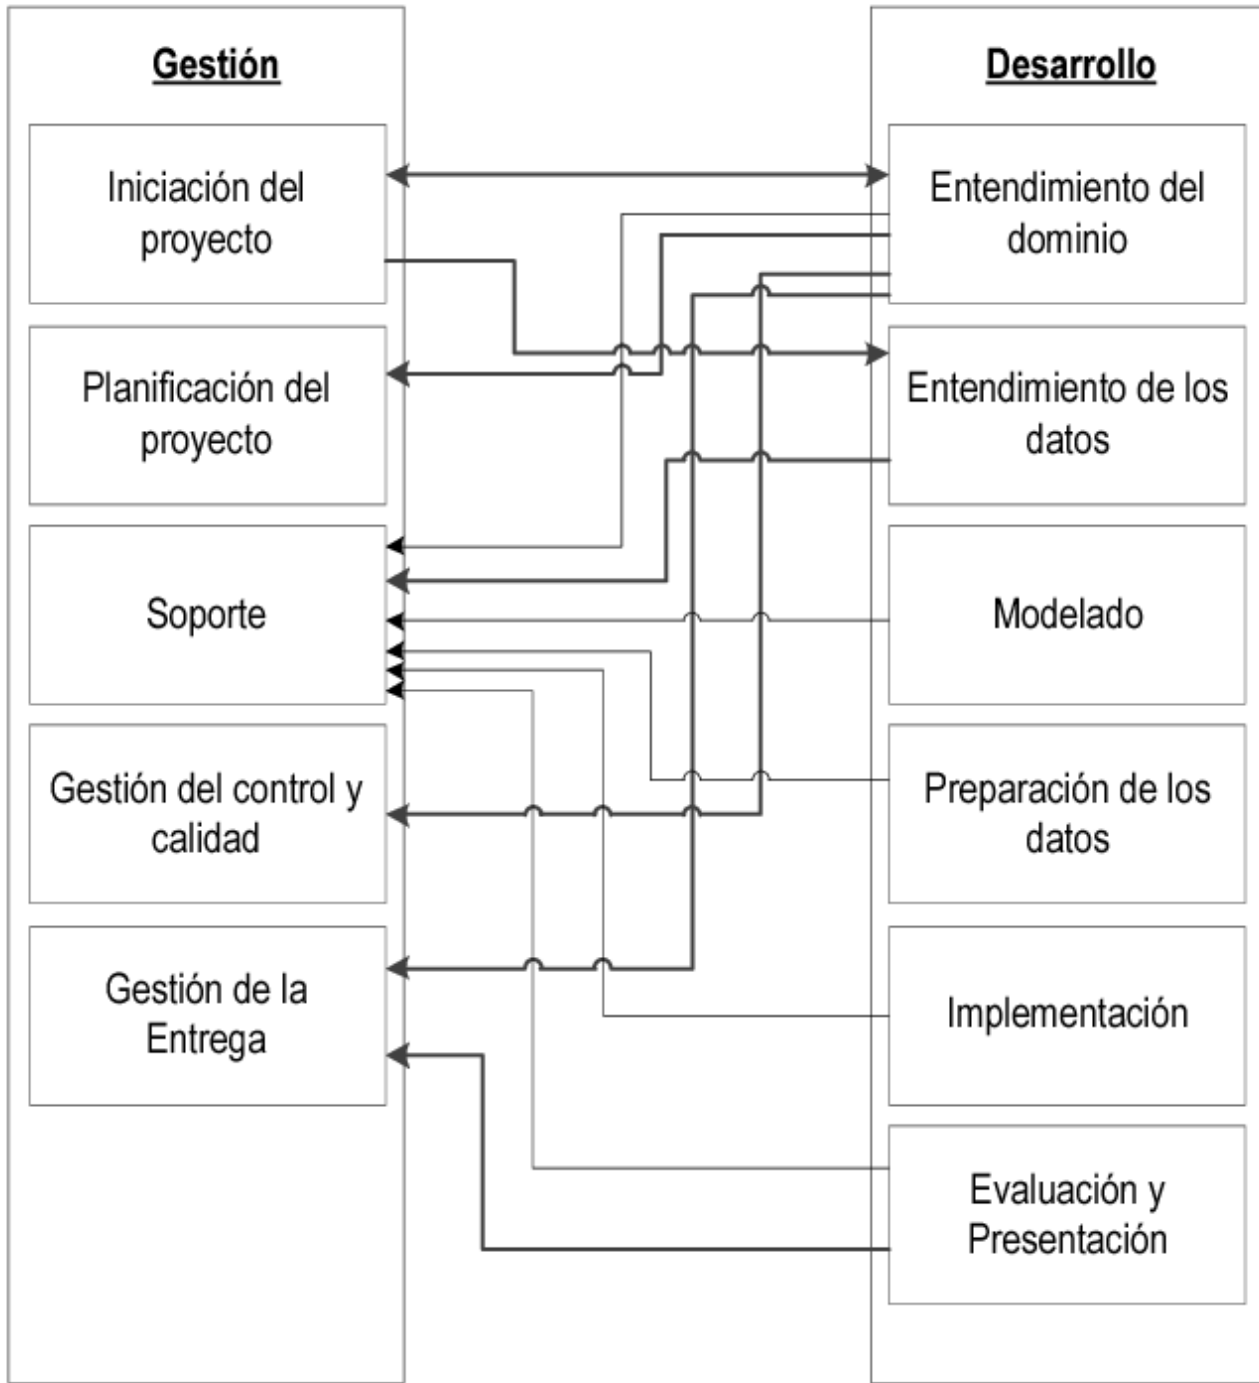 Gestión
Iniciación del
proyecto
Planificación del
proyecto
Soporte
Gestión del control y
calidad
Gestión de la
Entrega
Desarrollo
Entendimiento del
dominio
Entendimiento de los
datos
Modelado
Preparación de los
datos
Implementación
Evaluación y
Presentación